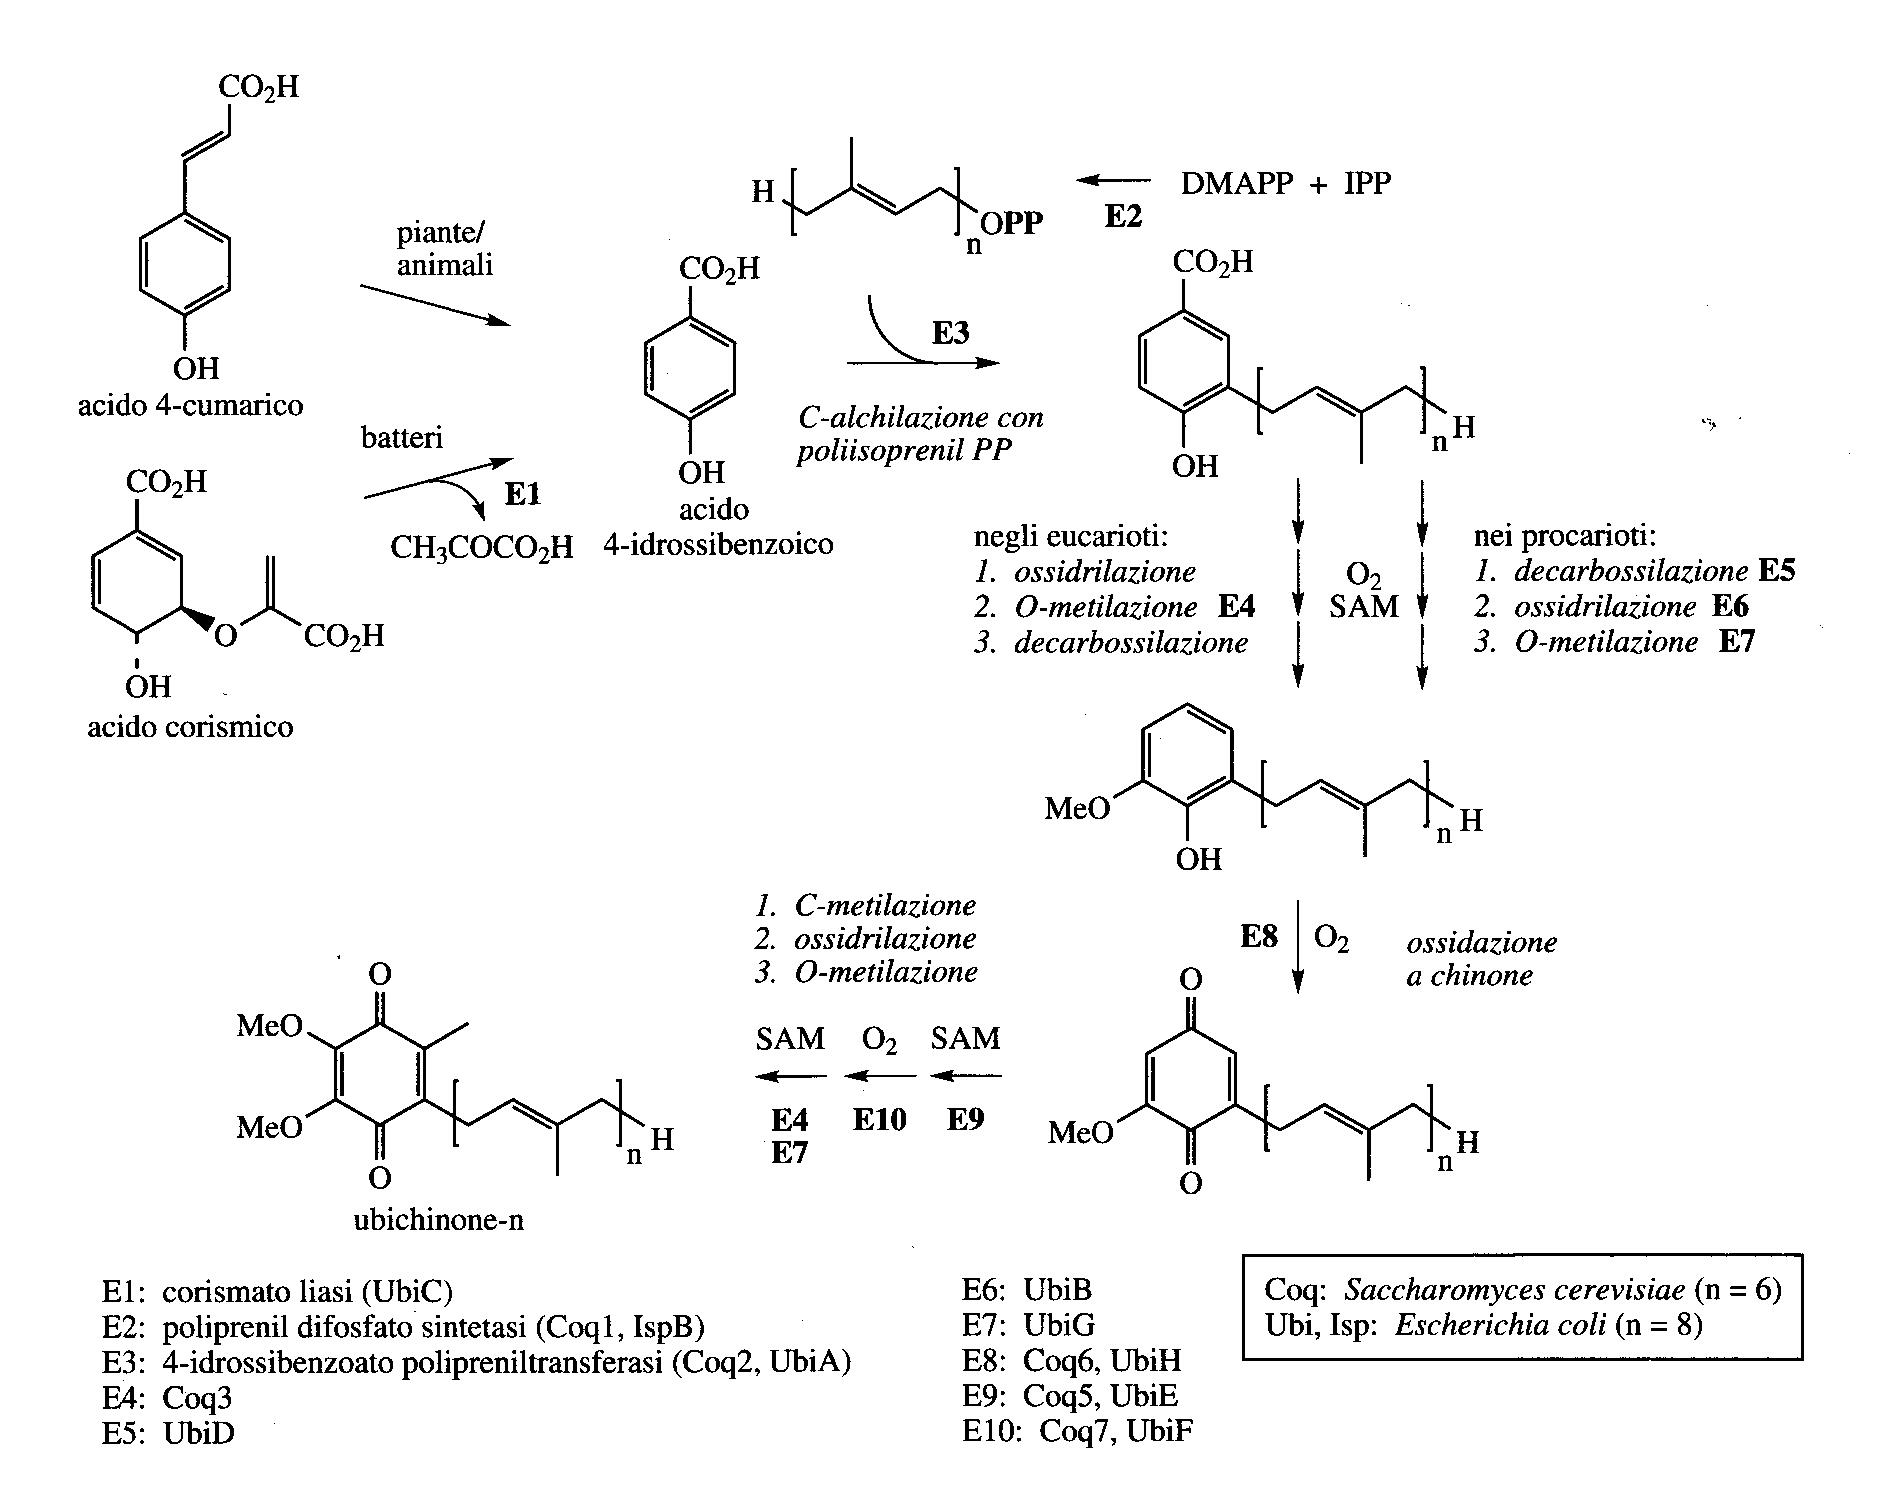 CO₂H
OH
acido 4-cumarico
piante/
animali
batteri
E1
CH₃COCO₂H
CO₂H
O
CO₂H
OH
acido corismico
CO₂H
OH
acido
4-idrossibenzoico
H
n
OPP
E2
DMAPP + IPP
E3
C-alchilazione con
poliisoprenil PP
CO₂H
OH
n
H
negli eucarioti:
1. ossidrilazione
2. O-metilazione E4
3. decarbossilazione
O₂
SAM
nei procarioti:
1. decarbossilazione E5
2. ossidrilazione E6
3. O-metilazione E7
MeO
OH
n
H
E8
O₂
ossidazione
a chinone
O
MeO
O
n
H
1. C-metilazione
2. ossidrilazione
3. O-metilazione
SAM O₂ SAM
E4 E10 E9
E7
O
MeO
MeO
O
n
H
ubichinone-n
E1: corismato liasi (UbiC)
E2: poliprenil difosfato sintetasi (Coq1, IspB)
E3: 4-idrossibenzoato polipreniltransferasi (Coq2, UbiA)
E4: Coq3
E5: UbiD
E6: UbiB
E7: UbiG
E8: Coq6, UbiH
E9: Coq5, UbiE
E10: Coq7, UbiF
Coq: Saccharomyces cerevisiae (n = 6)
Ubi, Isp: Escherichia coli (n = 8)